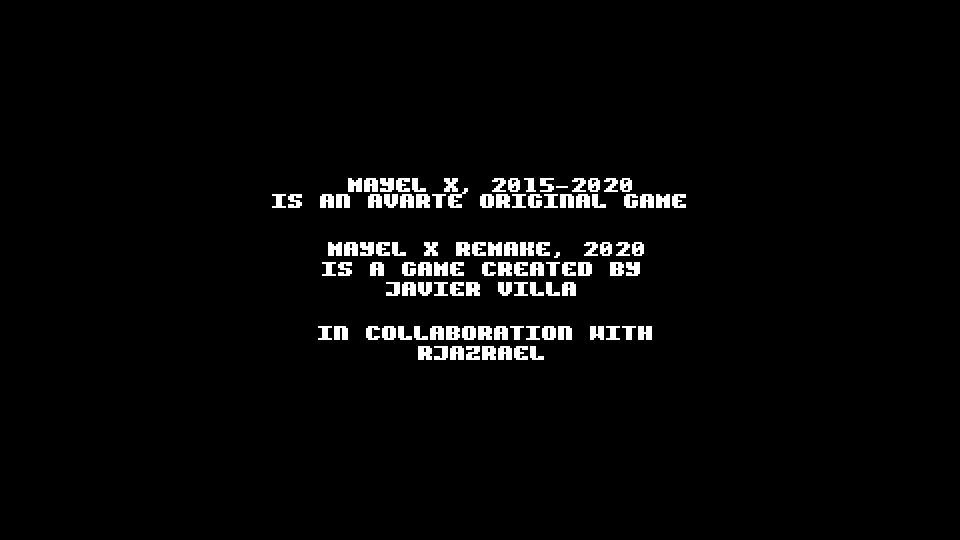 MAYEL X, 2015-2020
IS AN AVARTE ORIGINAL GAME
MAYEL X REMAKE, 2020
IS A GAME CREATED BY
JAVIER VILLA
IN COLLABORATION WITH
RJAZRAEL